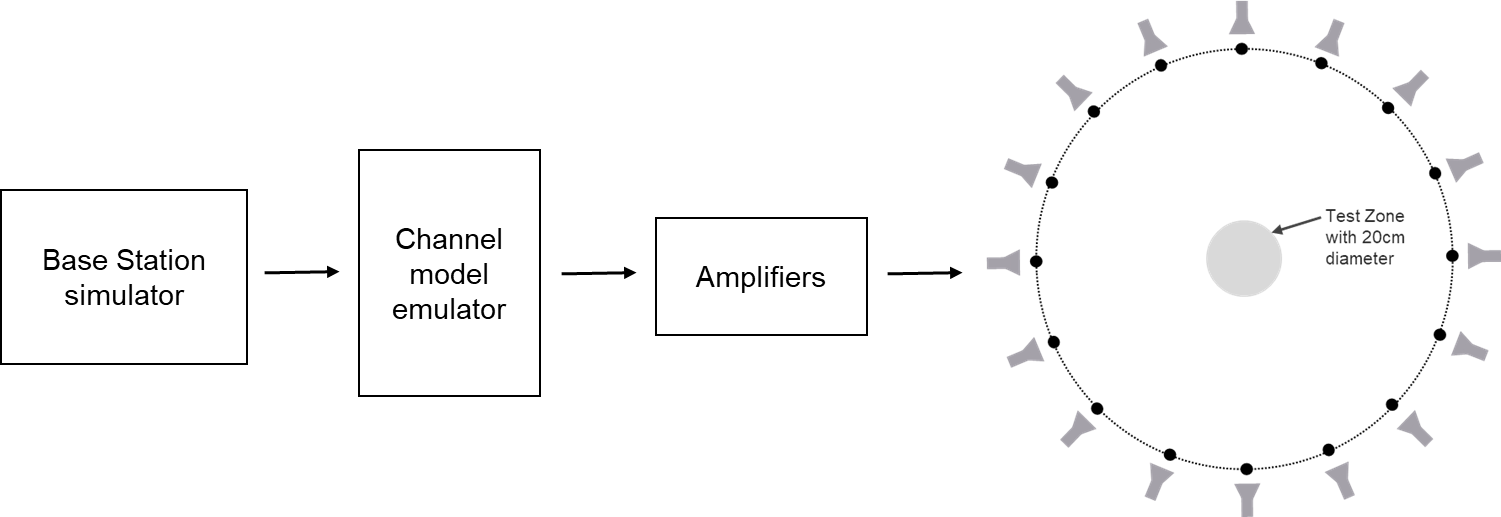 Base Station
simulator
Channel
model
emulator
Amplifiers
Test Zone
with 20cm
diameter